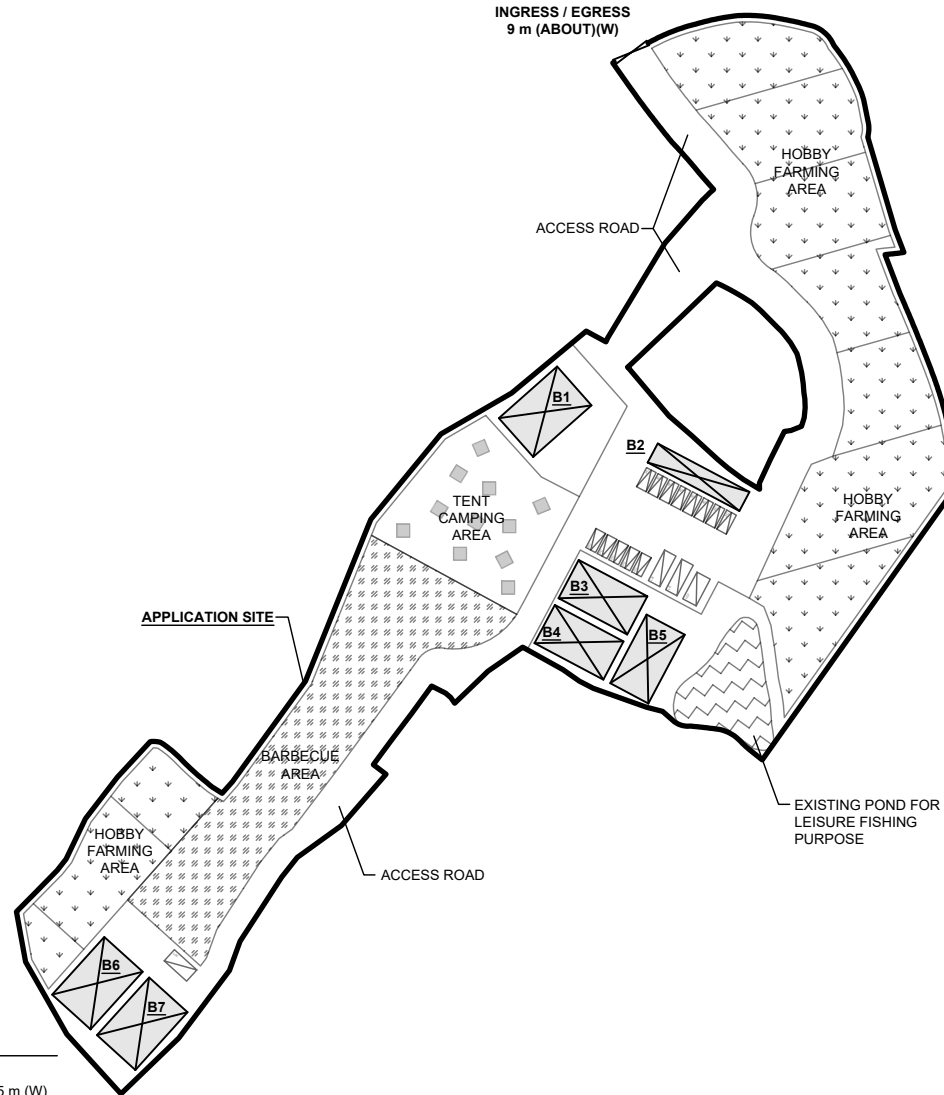 INGRESS / EGRESS
9 m (ABOUT)(W)
HOBBY
FARMING
AREA
ACCESS ROAD
B1
B2
TENT
CAMPING
AREA
HOBBY
FARMING
AREA
B3
B4
B5
APPLICATION SITE
BARBECUE
AREA
EXISTING POND FOR
LEISURE FISHING
PURPOSE
HOBBY
FARMING
AREA
ACCESS ROAD
B6
B7
5 m (W)